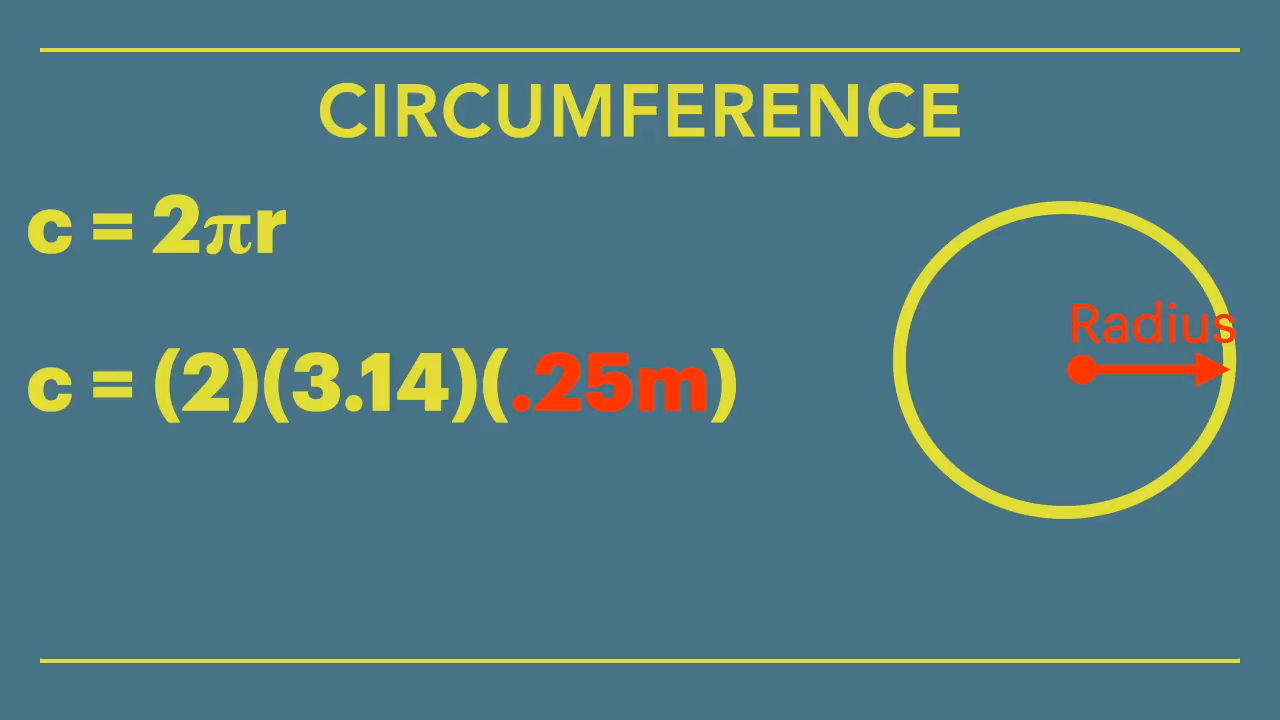 CIRCUMFERENCE
c = 2πr
Radius
c = (2)(3.14)(.25m)